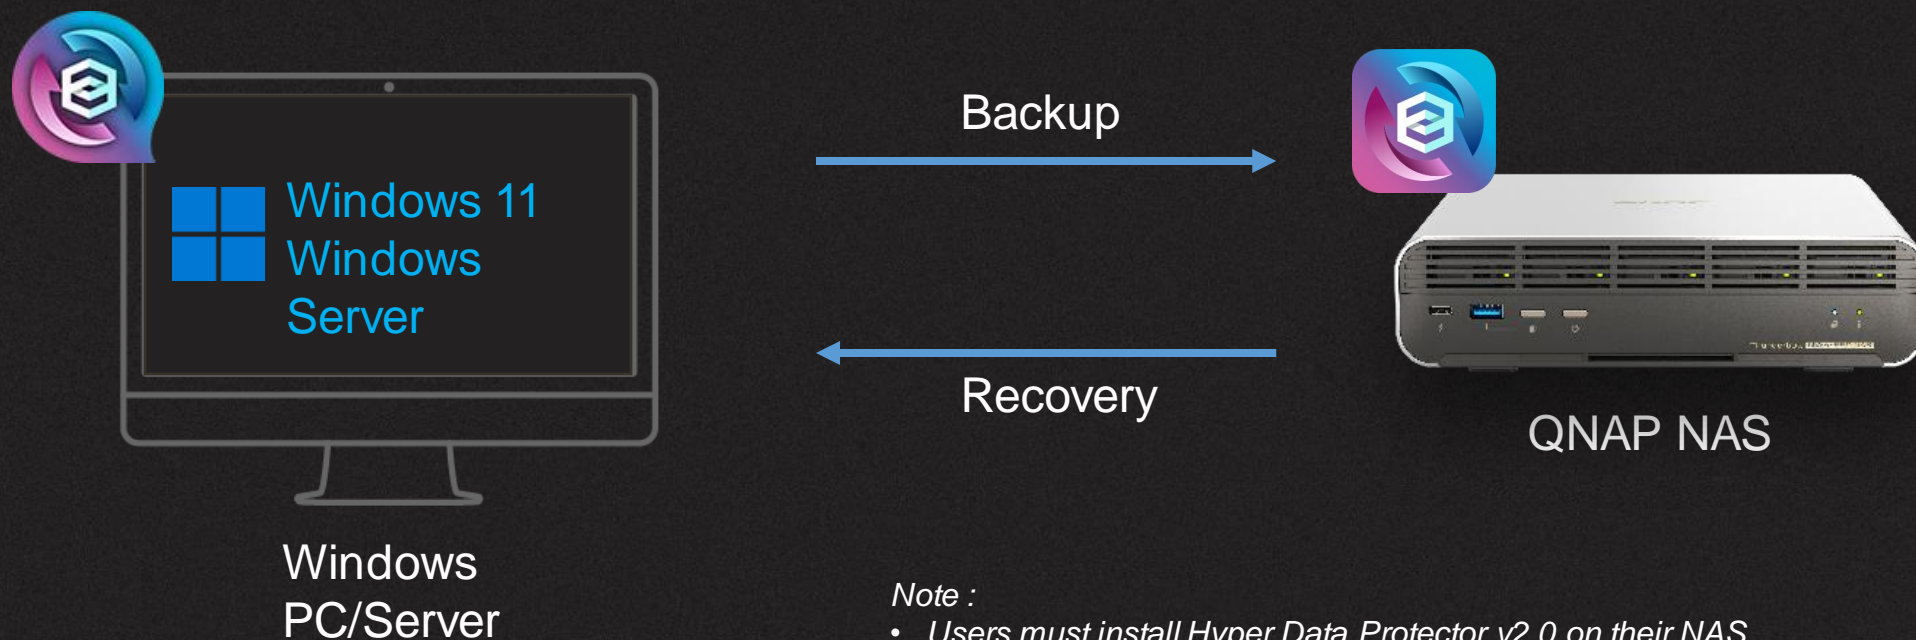 Windows 11
Windows
Server
Windows
PC/Server
Backup
Recovery
QNAP NAS
Note :
• Users must install Hyper Data Protector v2.0 on their NAS